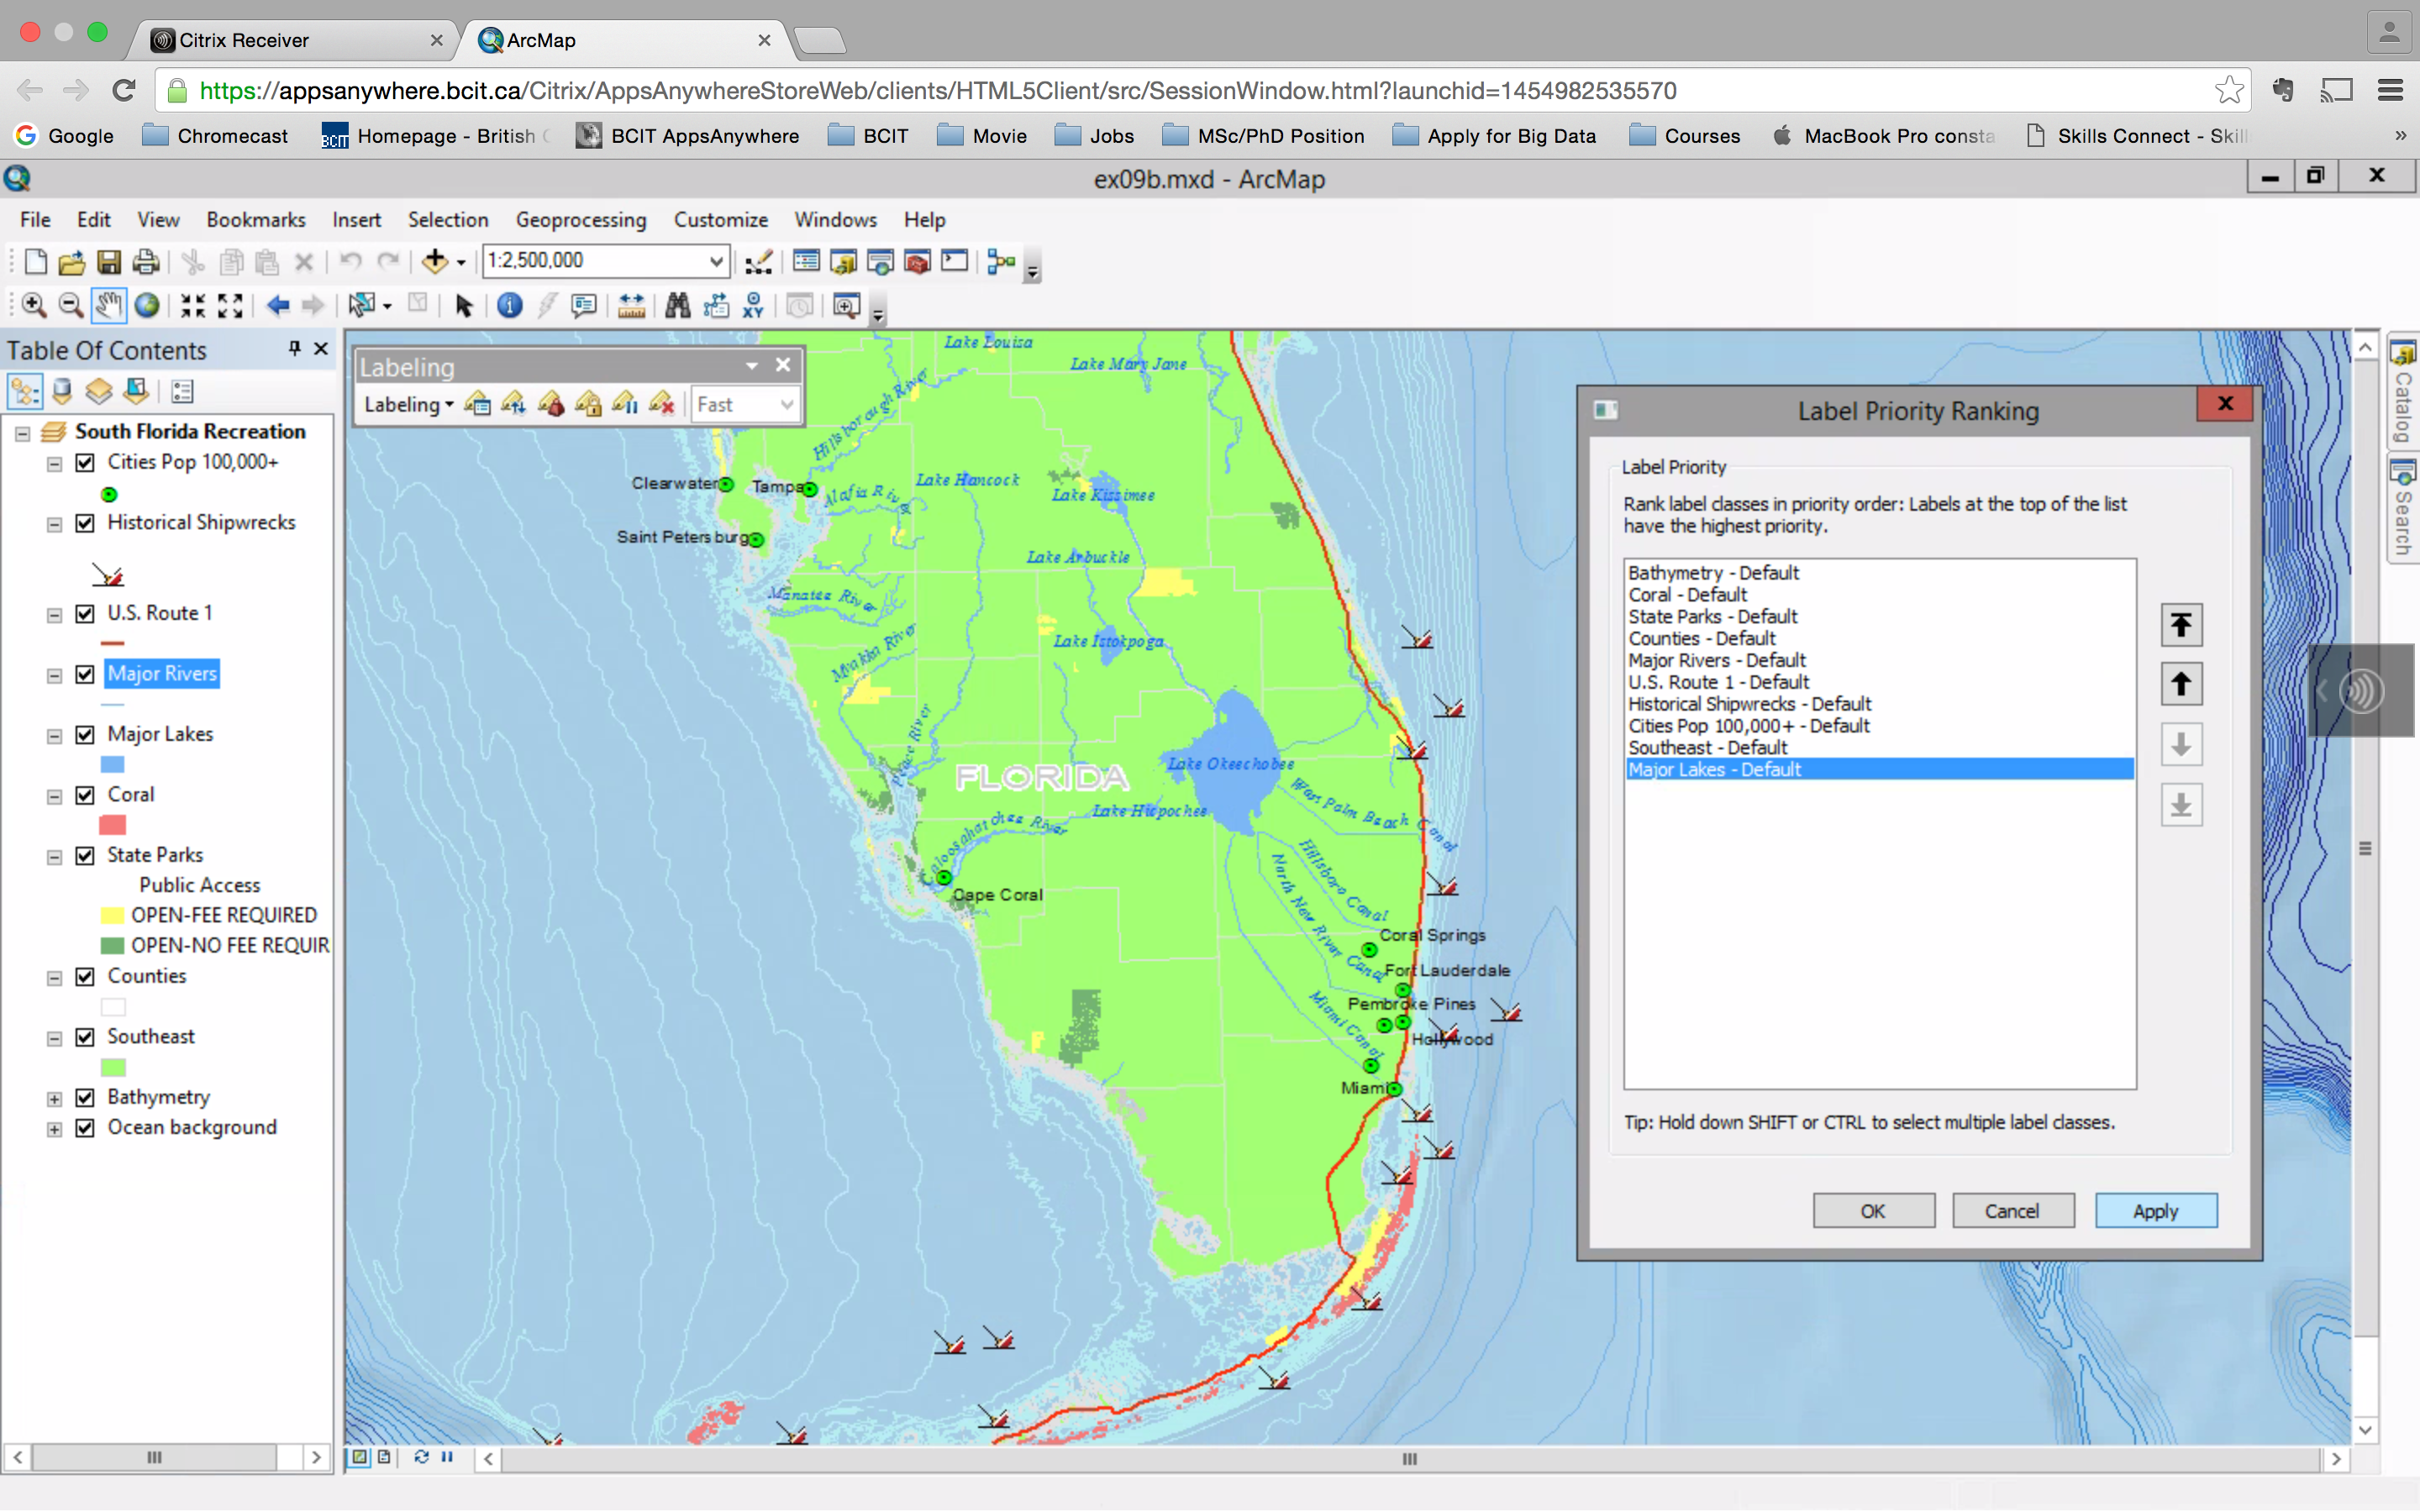 Citrix Receiver
ArcMap
https://appsanywhere.bcit.ca/Citrix/AppsAnywhereStoreWeb/clients/HTML5Client/src/SessionWindow.html?launchid=1454982535570
Google Chromecast BCIT Homepage - British BCIT AppsAnywhere BCIT Movie Jobs MSc/PhD Position Apply for Big Data Courses MacBook Pro consta Skills Connect - Skil
ex09b.mxd - ArcMap
File Edit View Bookmarks Insert Selection Geoprocessing Customize Windows Help
1:2,500,000
XY
Table Of Contents
South Florida Recreation
Cities Pop 100,000+
Historical Shipwrecks
U.S. Route 1
Major Rivers
Major Lakes
Coral
State Parks
Public Access
OPEN-FEE REQUIRED
OPEN-NO FEE REQUIR
Counties
Southeast
Bathymetry
Ocean background
Labeling
Labeling Fast
Lake Louisa
Lake Mary Jane
Hillsborough River
Clearwater
Tampa
Alafia River
Lake Hancock
Lake Kissimee
Saint Petersburg
Lake Arbuckle
Manatee River
Myakka River
Lake Istokpoga
Peace River
FLORIDA
Lake Okeechobee
West Palm Beach Canal
Lake Hicpochee
Caloosahatchee River
Cape Coral
Hillsboro Canal
North New River Canal
Coral Springs
Fort Lauderdale
Pembroke Pines
Miami Canal
Hollywood
Miami
Label Priority Ranking
Label Priority
Rank label classes in priority order: Labels at the top of the list
have the highest priority.
Bathymetry - Default
Coral - Default
State Parks - Default
Counties - Default
Major Rivers - Default
U.S. Route 1 - Default
Historical Shipwrecks - Default
Cities Pop 100,000+ - Default
Southeast - Default
Major Lakes - Default
Tip: Hold down SHIFT or CTRL to select multiple label classes.
OK Cancel Apply
Catalog
Search